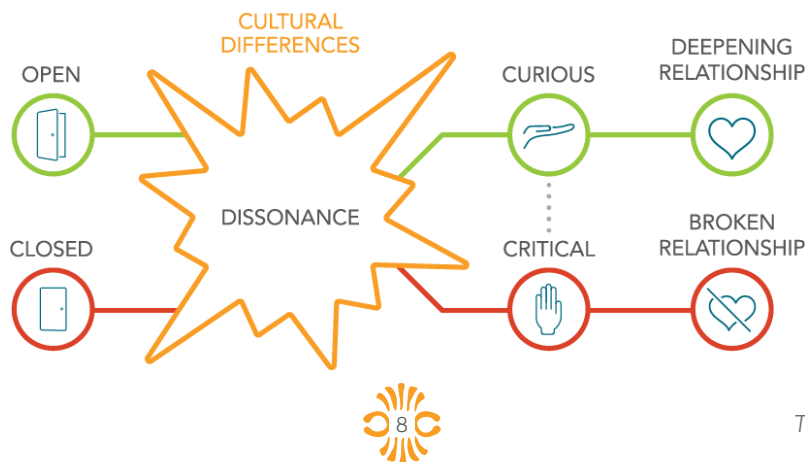 CULTURAL
DIFFERENCES
OPEN
CURIOUS
DEEPENING
RELATIONSHIP
DISSONANCE
CLOSED
CRITICAL
BROKEN
RELATIONSHIP
8
T